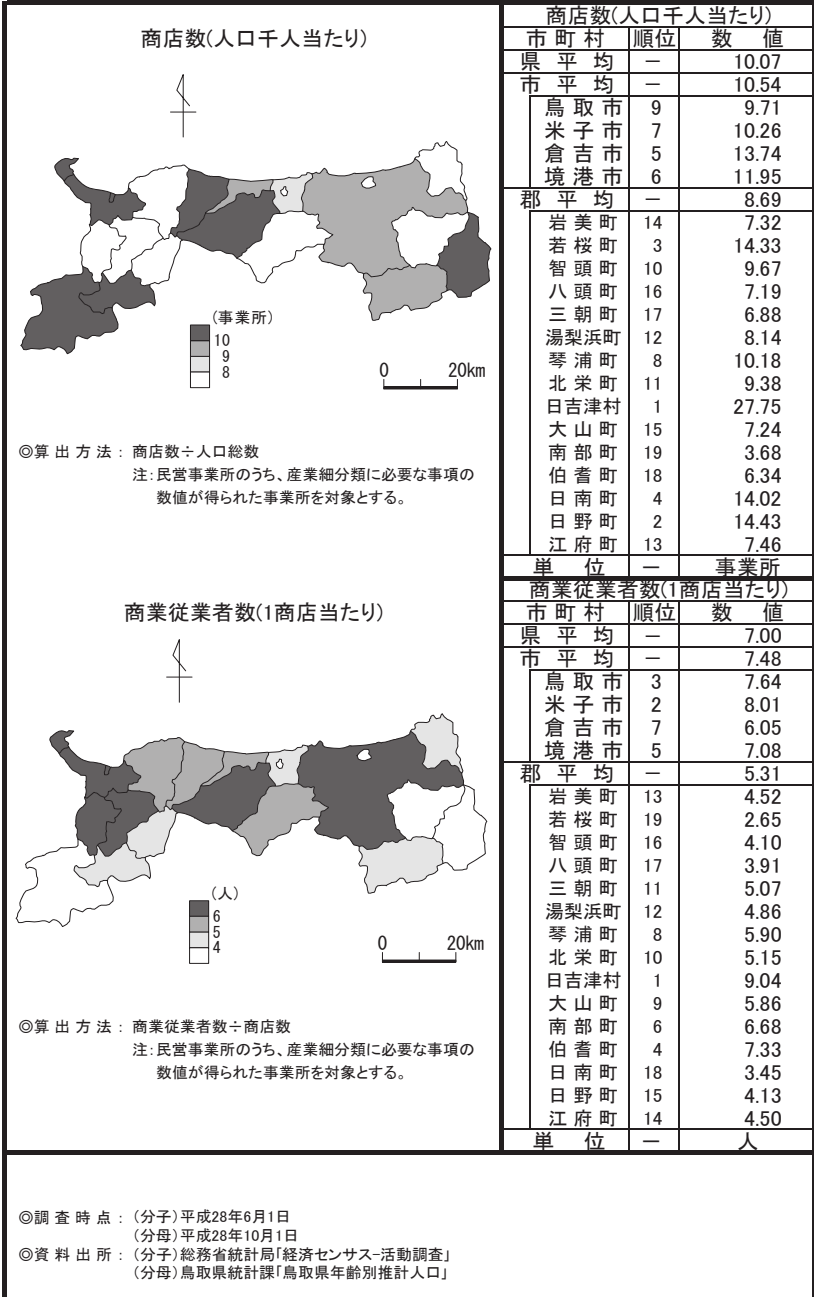 商店数(人口千人当たり)
(事業所)
10
9
8
0 20km
◎算出方法：商店数÷人口総数
注:民営事業所のうち、産業細分類に必要な事項の
数値が得られた事業所を対象とする。
商店数(人口千人当たり)
市町村 順位 数値
県平均 － 10.07
市平均 － 10.54
鳥取市 9 9.71
米子市 7 10.26
倉吉市 5 13.74
境港市 6 11.95
郡平均 － 8.69
岩美町 14 7.32
若桜町 3 14.33
智頭町 10 9.67
八頭町 16 7.19
三朝町 17 6.88
湯梨浜町 12 8.14
琴浦町 8 10.18
北栄町 11 9.38
日吉津村 1 27.75
大山町 15 7.24
南部町 19 3.68
伯耆町 18 6.34
日南町 4 14.02
日野町 2 14.43
江府町 13 7.46
単位 － 事業所
商業従業者数(1商店当たり)
(人)
6
5
4
0 20km
◎算出方法：商業従業者数÷商店数
注:民営事業所のうち、産業細分類に必要な事項の
数値が得られた事業所を対象とする。
商業従業者数(1商店当たり)
市町村 順位 数値
県平均 － 7.00
市平均 － 7.48
鳥取市 3 7.64
米子市 2 8.01
倉吉市 7 6.05
境港市 5 7.08
郡平均 － 5.31
岩美町 13 4.52
若桜町 19 2.65
智頭町 16 4.10
八頭町 17 3.91
三朝町 11 5.07
湯梨浜町 12 4.86
琴浦町 8 5.90
北栄町 10 5.15
日吉津村 1 9.04
大山町 9 5.86
南部町 6 6.68
伯耆町 4 7.33
日南町 18 3.45
日野町 15 4.13
江府町 14 4.50
単位 － 人
◎調査時点：(分子)平成28年6月1日
(分母)平成28年10月1日
◎資料出所：(分子)総務省統計局「経済センサス-活動調査」
(分母)鳥取県統計課「鳥取県年齢別推計人口」